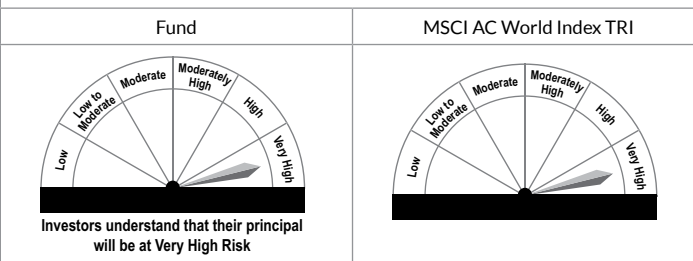 Fund
MSCI AC World Index TRI
Low
Low to
Moderate
Moderate
Moderately
High
High
Very High
Low
Low to
Moderate
Moderate
Moderately
High
High
Very High
Investors understand that their principal
will be at Very High Risk